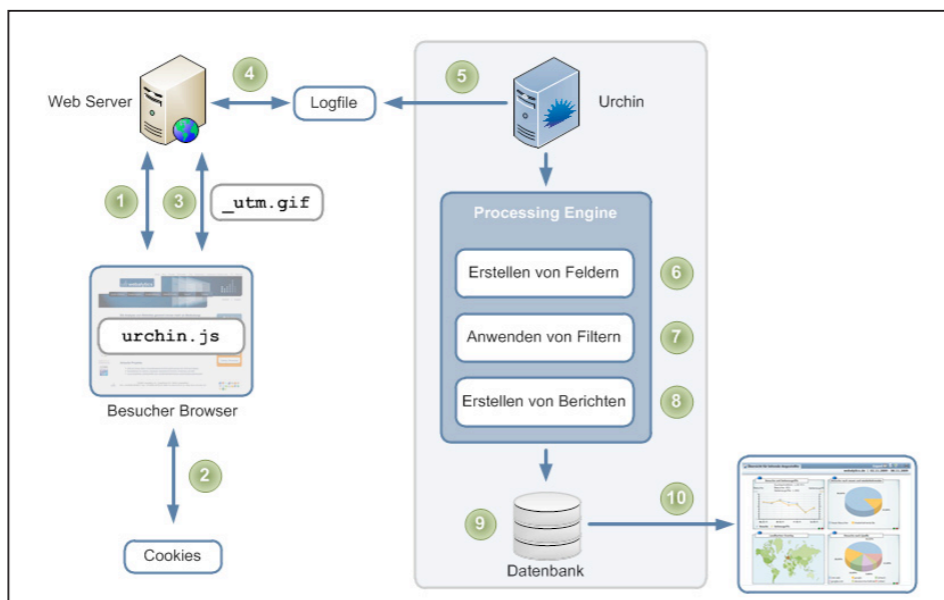 4
5
Web Server
Logfile
Urchin
1
3
_utm.gif
Processing Engine
Erstellen von Feldern
6
urchin.js
Anwenden von Filtern
7
Erstellen von Berichten
8
Besucher Browser
2
9
10
Cookies
Datenbank